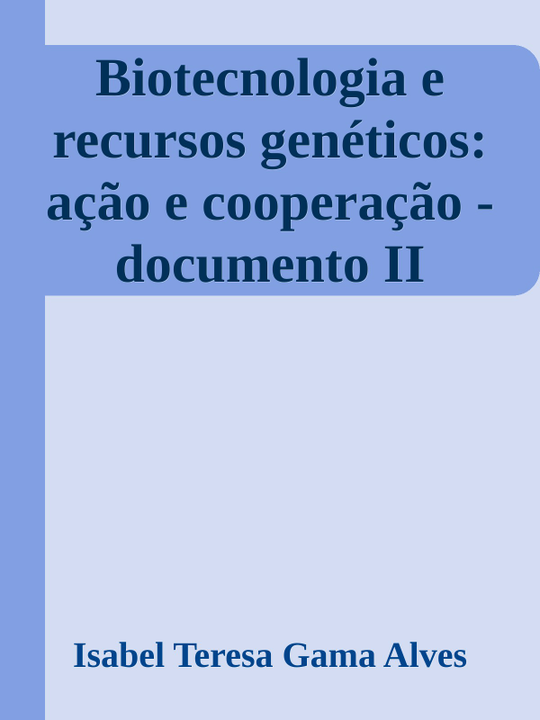 Biotecnologia e
recursos genéticos:
ação e cooperação -
documento II
Isabel Teresa Gama Alves